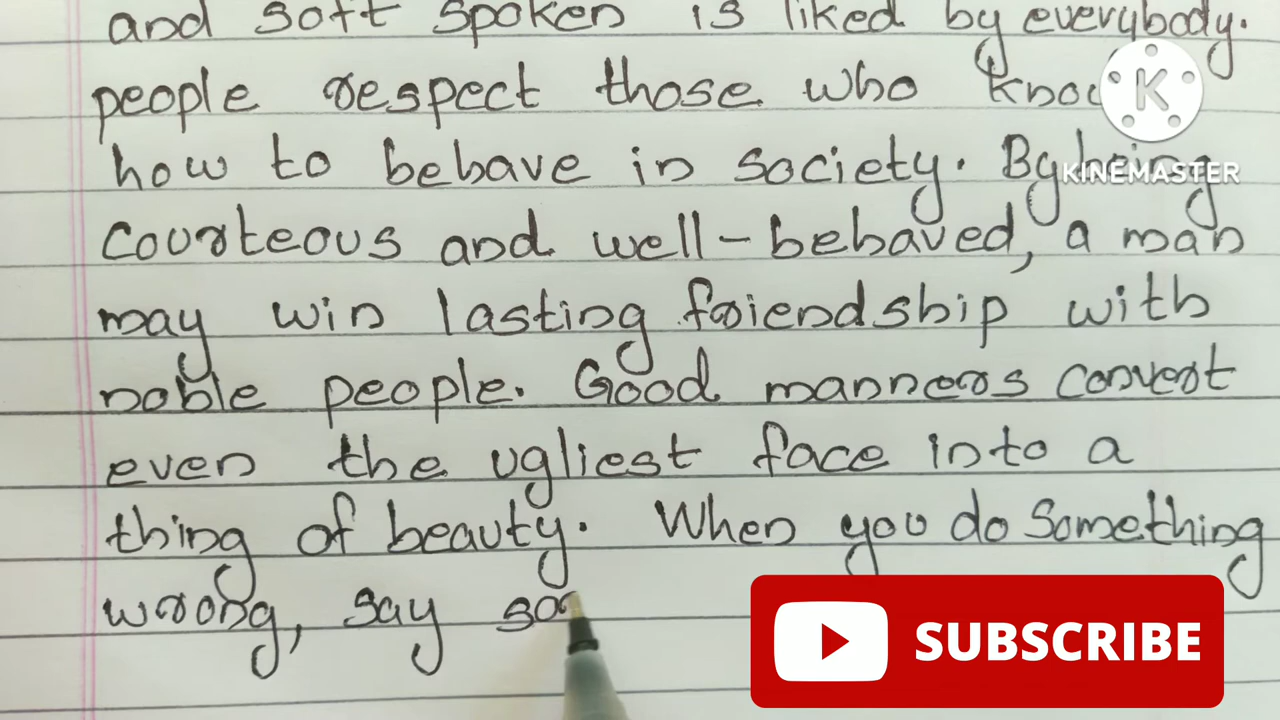 and soft spoken is liked by everybody.
people respect those who
how to behave in society. By being
courteous and well-behaved, a man
may win lasting friendship with
noble people. Good manners convert
even the ugliest face into a
thing of beauty. When you do something
wrong, say
K
KINEMASTER
SUBSCRIBE